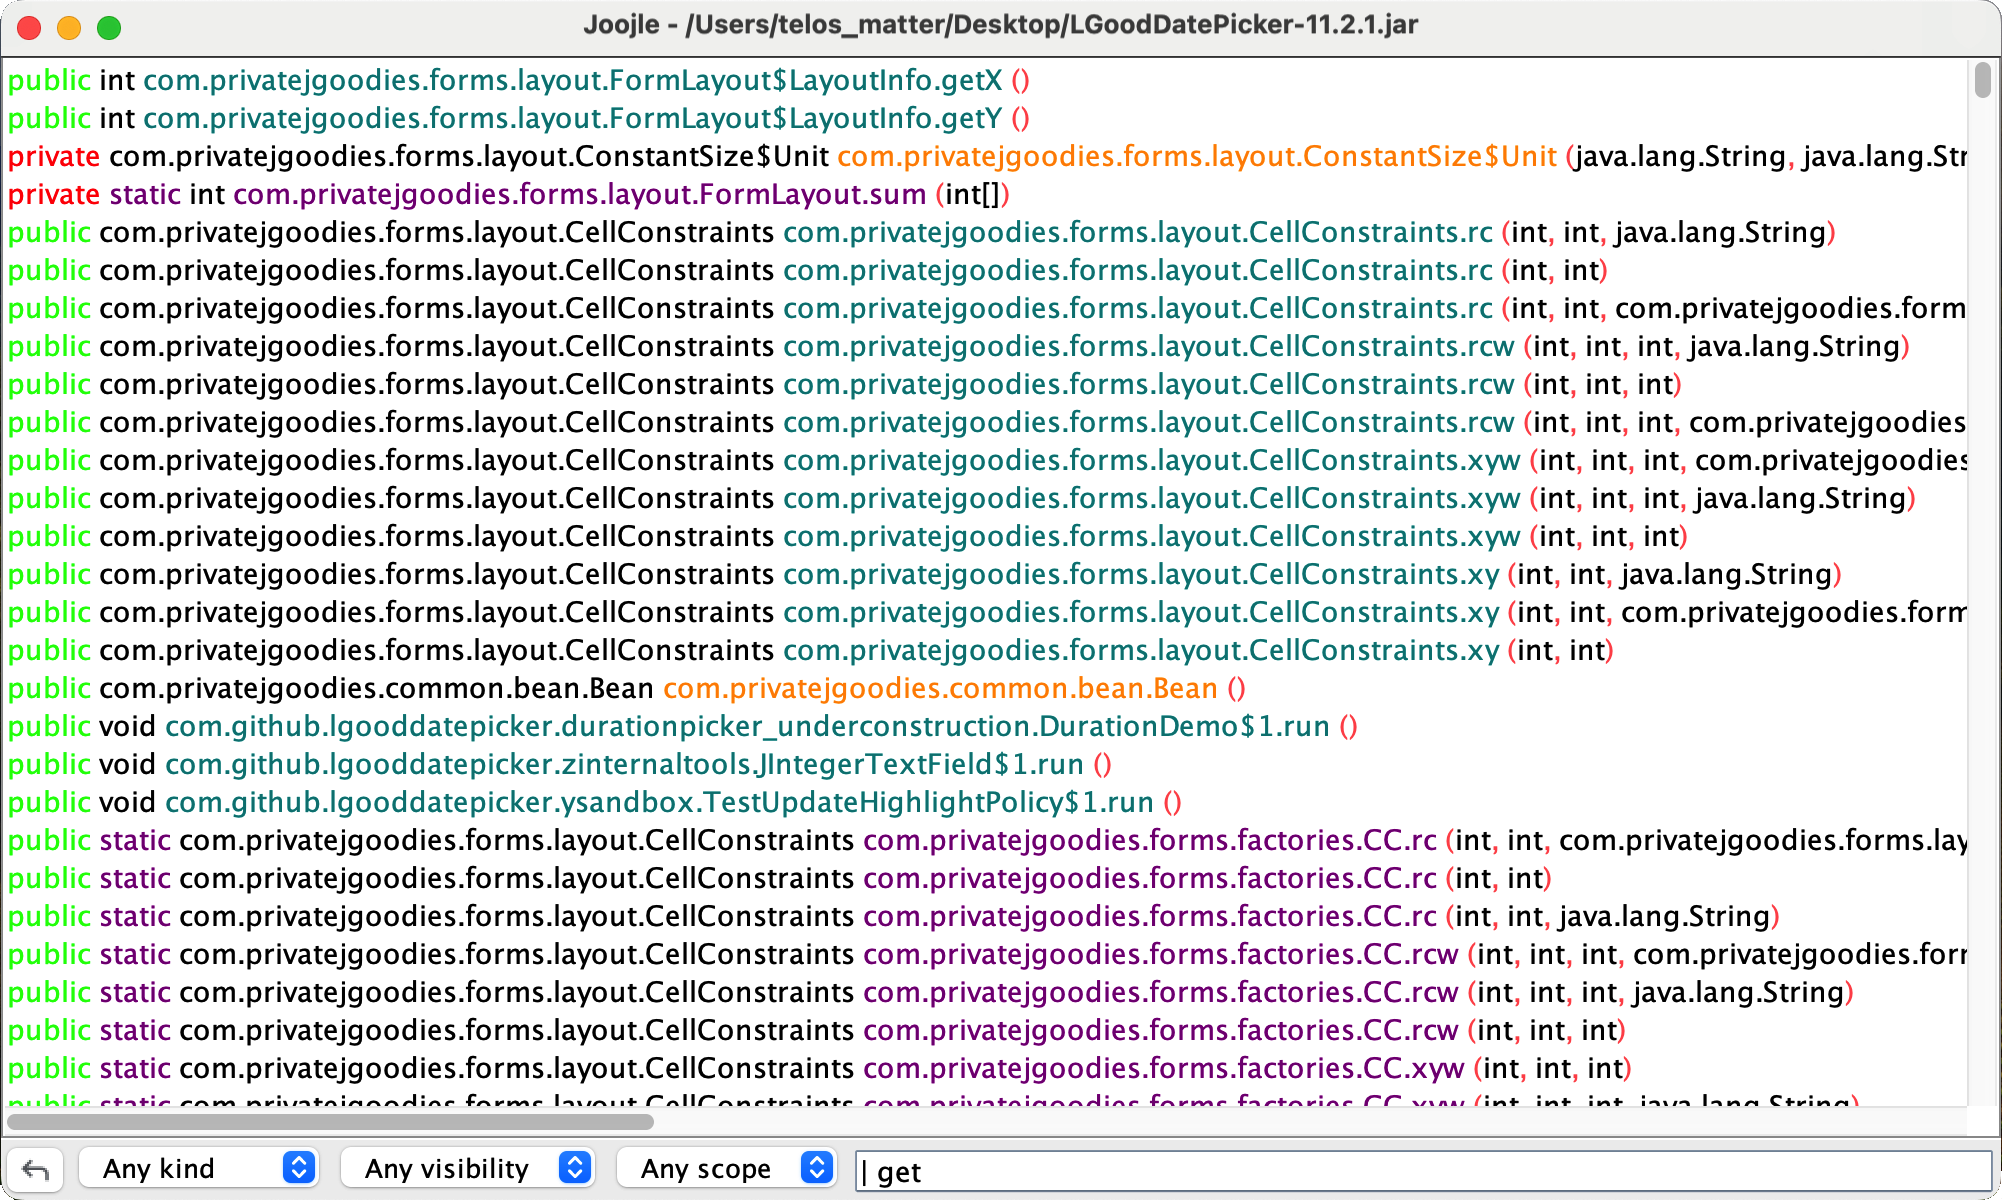 Joojle - /Users/telos_matter/Desktop/LGoodDatePicker-11.2.1.jar
public int com.privatejgoodies.forms.layout.FormLayout$LayoutInfo.getX ()
public int com.privatejgoodies.forms.layout.FormLayout$LayoutInfo.getY ()
private com.privatejgoodies.forms.layout.ConstantSize$Unit com.privatejgoodies.forms.layout.ConstantSize$Unit (java.lang.String, java.lang.Str
private static int com.privatejgoodies.forms.layout.FormLayout.sum (int[])
public com.privatejgoodies.forms.layout.CellConstraints com.privatejgoodies.forms.layout.CellConstraints.rc (int, int, java.lang.String)
public com.privatejgoodies.forms.layout.CellConstraints com.privatejgoodies.forms.layout.CellConstraints.rc (int, int)
public com.privatejgoodies.forms.layout.CellConstraints com.privatejgoodies.forms.layout.CellConstraints.rc (int, int, com.privatejgoodies.form
public com.privatejgoodies.forms.layout.CellConstraints com.privatejgoodies.forms.layout.CellConstraints.rcw (int, int, int, java.lang.String)
public com.privatejgoodies.forms.layout.CellConstraints com.privatejgoodies.forms.layout.CellConstraints.rcw (int, int, int)
public com.privatejgoodies.forms.layout.CellConstraints com.privatejgoodies.forms.layout.CellConstraints.rcw (int, int, int, com.privatejgoodies
public com.privatejgoodies.forms.layout.CellConstraints com.privatejgoodies.forms.layout.CellConstraints.xyw (int, int, int, com.privatejgoodies
public com.privatejgoodies.forms.layout.CellConstraints com.privatejgoodies.forms.layout.CellConstraints.xyw (int, int, int, java.lang.String)
public com.privatejgoodies.forms.layout.CellConstraints com.privatejgoodies.forms.layout.CellConstraints.xyw (int, int, int)
public com.privatejgoodies.forms.layout.CellConstraints com.privatejgoodies.forms.layout.CellConstraints.xy (int, int, java.lang.String)
public com.privatejgoodies.forms.layout.CellConstraints com.privatejgoodies.forms.layout.CellConstraints.xy (int, int, com.privatejgoodies.form
public com.privatejgoodies.forms.layout.CellConstraints com.privatejgoodies.forms.layout.CellConstraints.xy (int, int)
public com.privatejgoodies.common.bean.Bean com.privatejgoodies.common.bean.Bean ()
public void com.github.lgooddatepicker.durationpicker_underconstruction.DurationDemo$1.run ()
public void com.github.lgooddatepicker.zinternaltools.JIntegerTextField$1.run ()
public void com.github.lgooddatepicker.ysandbox.TestUpdateHighlightPolicy$1.run ()
public static com.privatejgoodies.forms.layout.CellConstraints com.privatejgoodies.forms.factories.CC.rc (int, int, com.privatejgoodies.forms.lay
public static com.privatejgoodies.forms.layout.CellConstraints com.privatejgoodies.forms.factories.CC.rc (int, int)
public static com.privatejgoodies.forms.layout.CellConstraints com.privatejgoodies.forms.factories.CC.rc (int, int, java.lang.String)
public static com.privatejgoodies.forms.layout.CellConstraints com.privatejgoodies.forms.factories.CC.rcw (int, int, int, com.privatejgoodies.for
public static com.privatejgoodies.forms.layout.CellConstraints com.privatejgoodies.forms.factories.CC.rcw (int, int, int, java.lang.String)
public static com.privatejgoodies.forms.layout.CellConstraints com.privatejgoodies.forms.factories.CC.rcw (int, int, int)
public static com.privatejgoodies.forms.layout.CellConstraints com.privatejgoodies.forms.factories.CC.xyw (int, int, int)
public static com.privatejgoodies.forms.layout.CellConstraints com.privatejgoodies.forms.factories.CC.xyw (int, int, int, java.lang.String)
Any kind Any visibility Any scope | get